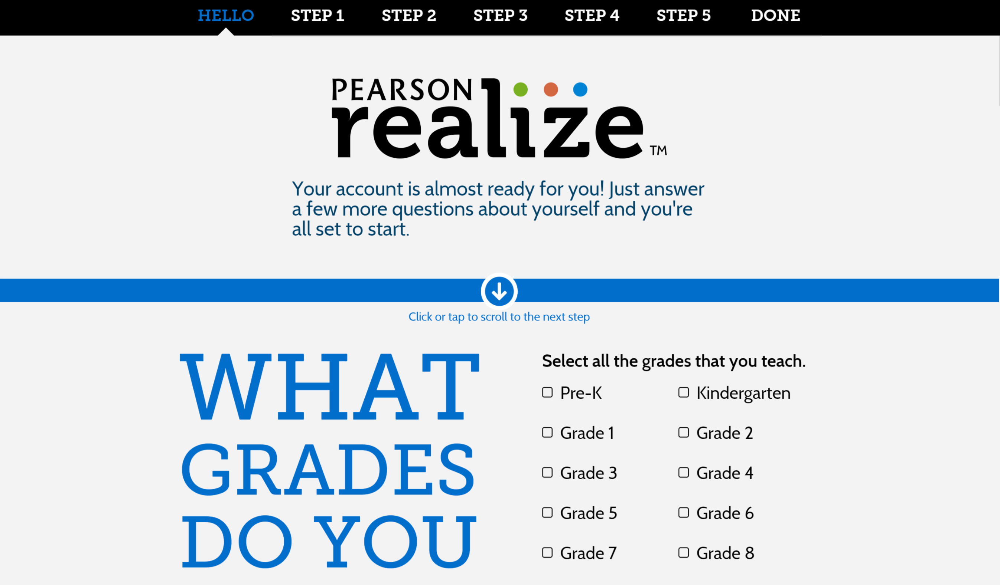 HELLO STEP 1 STEP 2 STEP 3 STEP 4 STEP 5 DONE
PEARSON
realize TM
Your account is almost ready for you! Just answer
a few more questions about yourself and you're
all set to start.
Click or tap to scroll to the next step
WHAT
GRADES
DO YOU
Select all the grades that you teach.
Pre-K Kindergarten
Grade 1 Grade 2
Grade 3 Grade 4
Grade 5 Grade 6
Grade 7 Grade 8